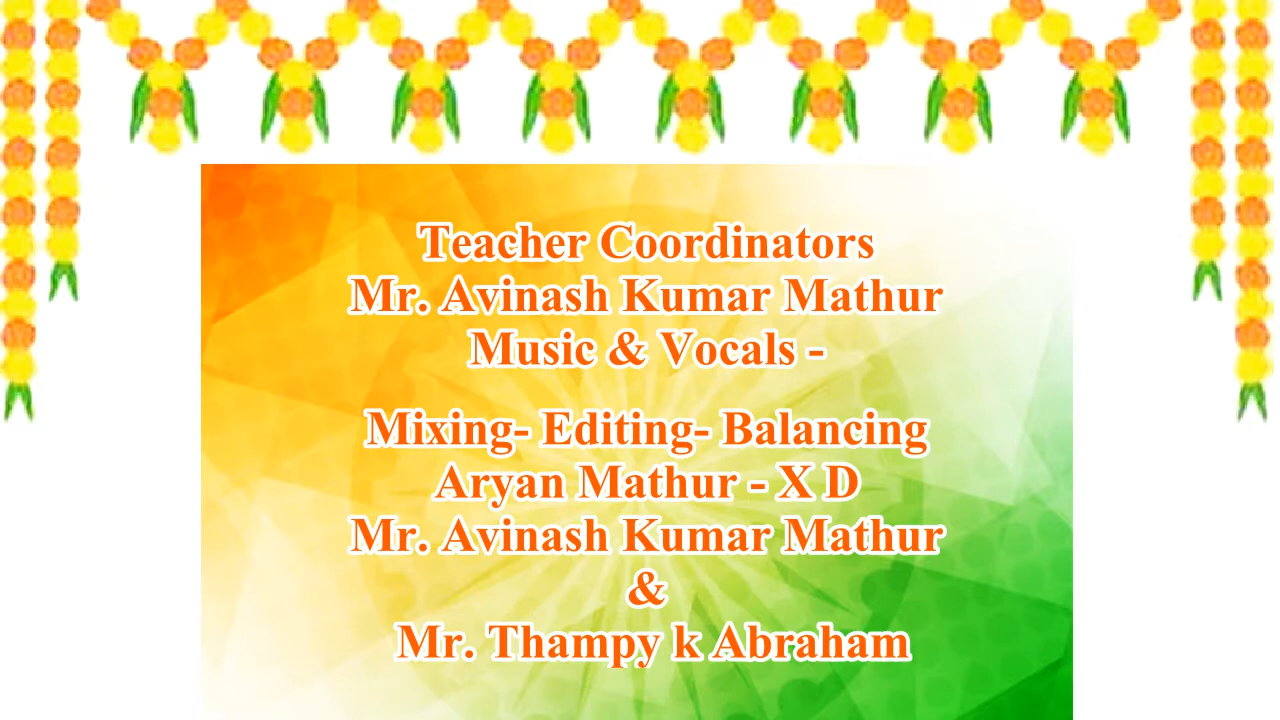 Teacher Coordinators
Mr. Avinash Kumar Mathur
Music & Vocals -
Mixing- Editing- Balancing
Aryan Mathur - X D
Mr. Avinash Kumar Mathur
&
Mr. Thampy k Abraham